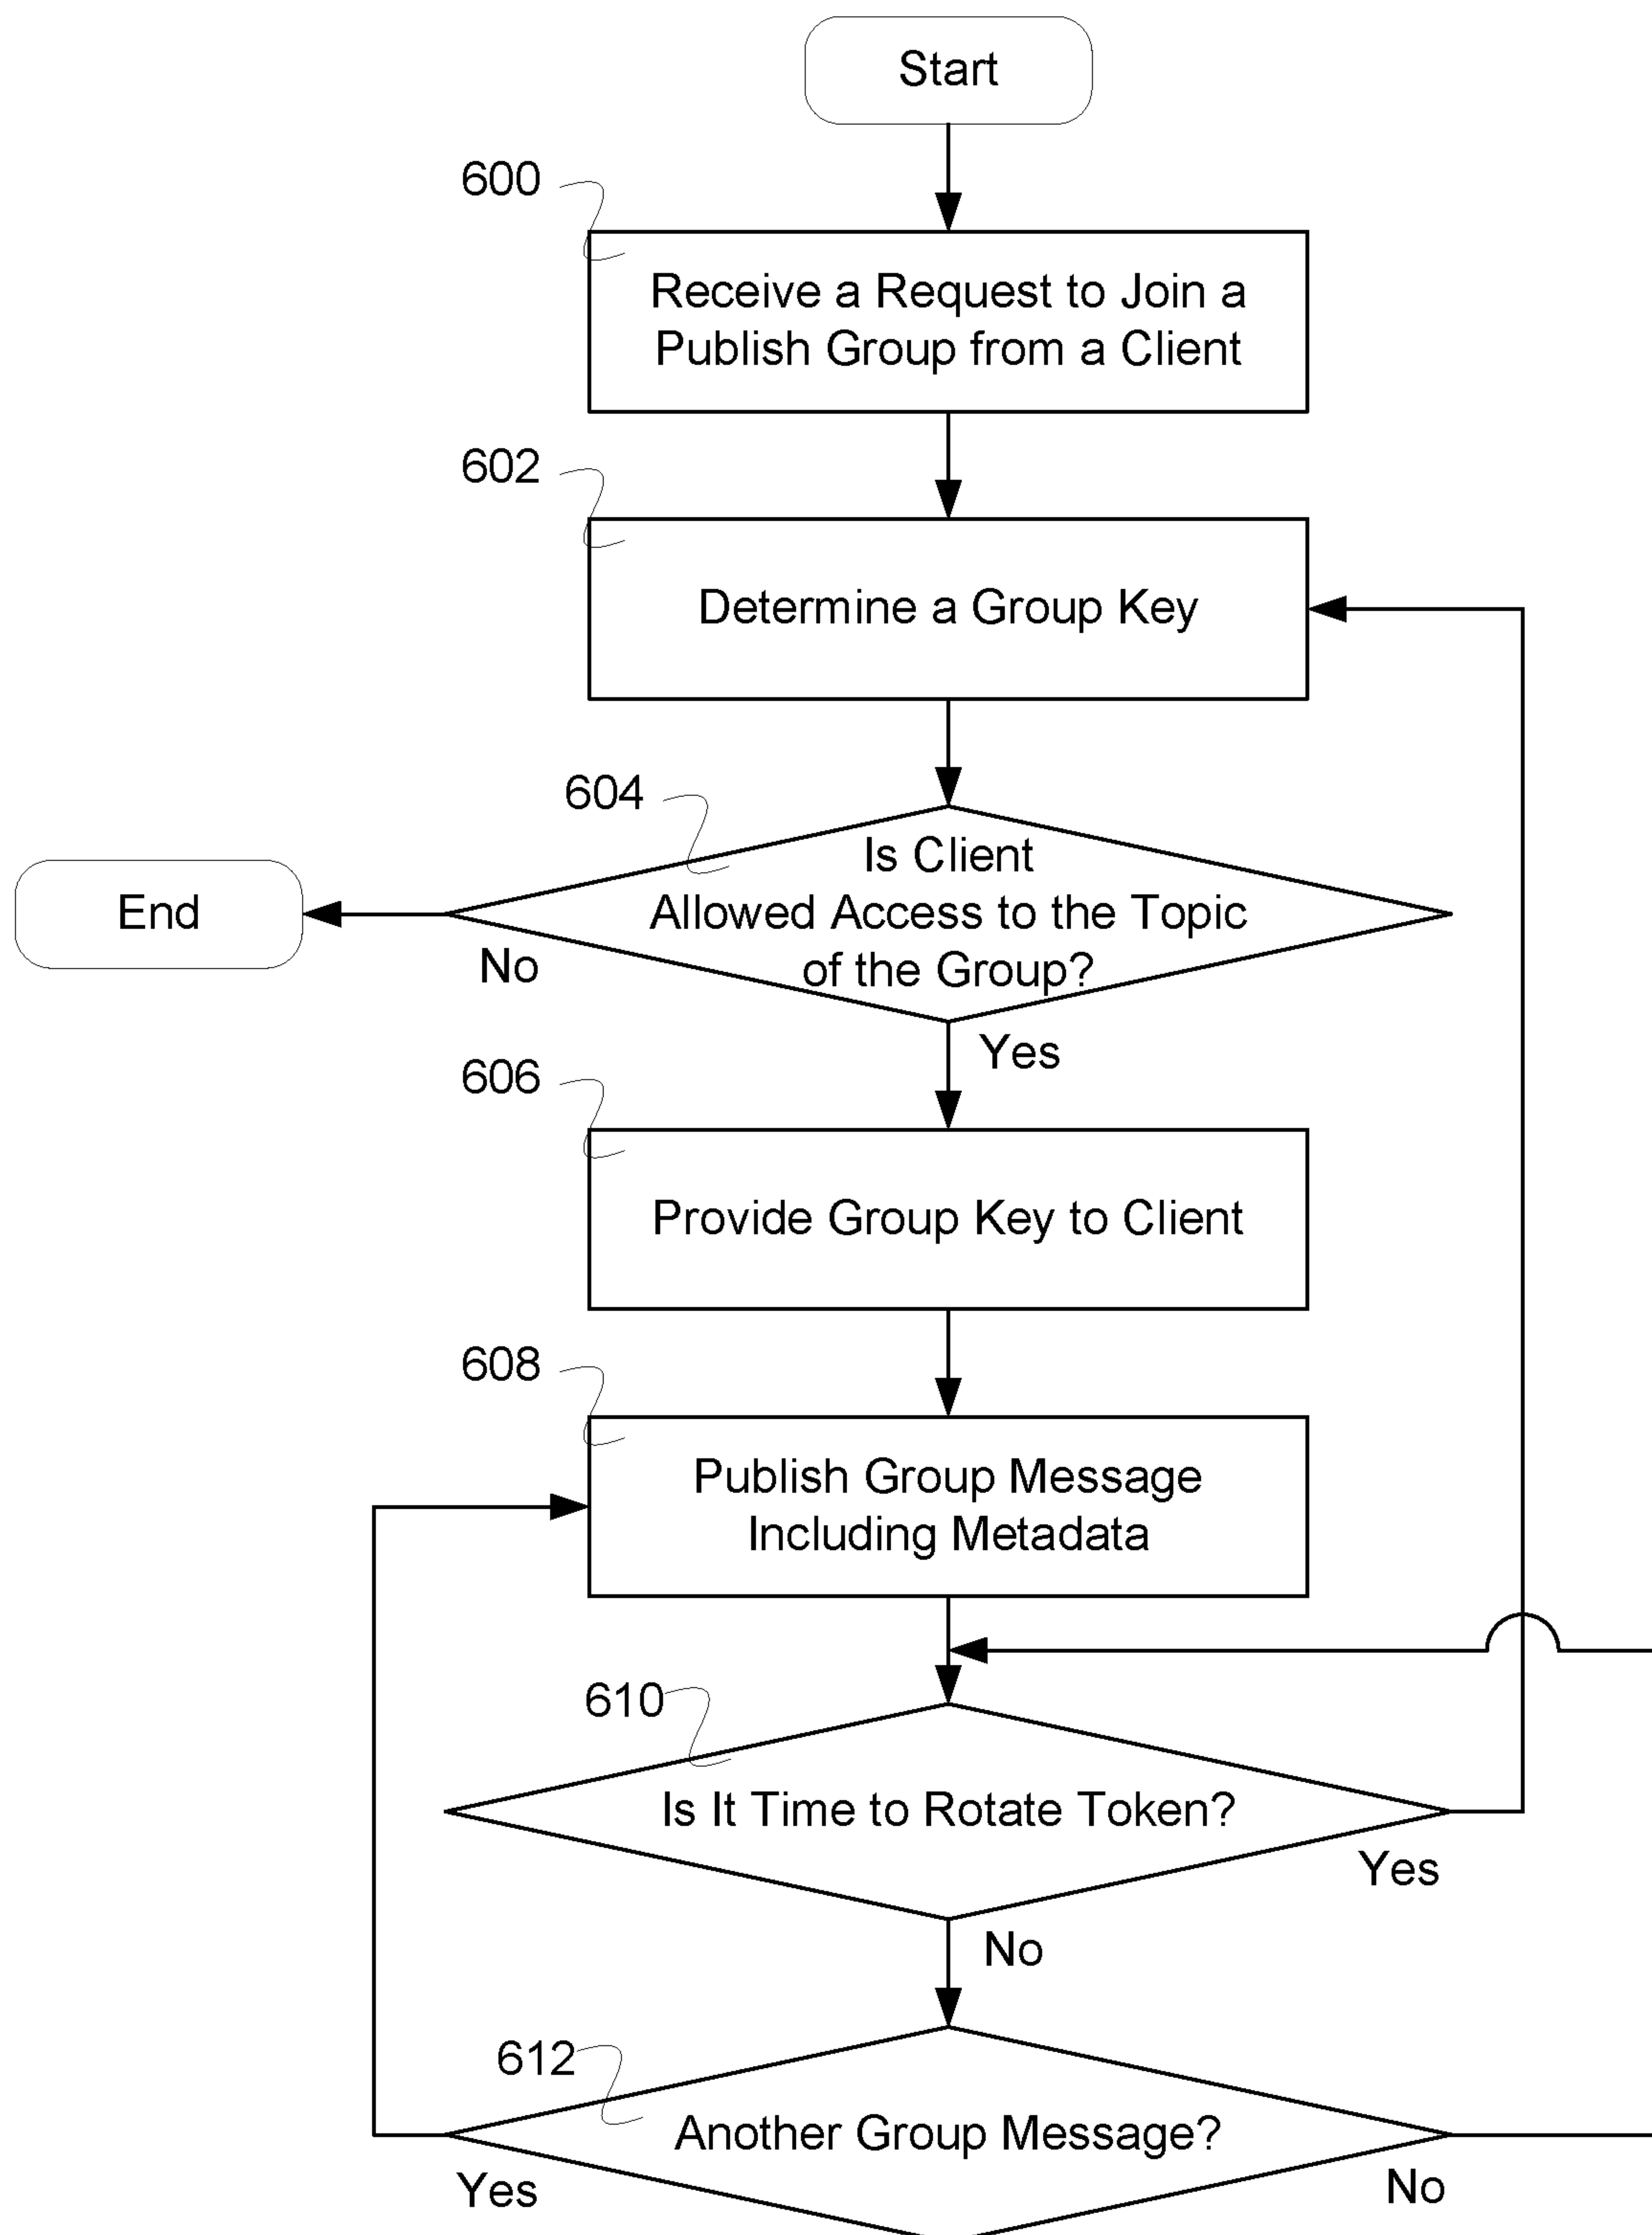 Start
600
Receive a Request to Join a
Publish Group from a Client
602
Determine a Group Key
604
Is Client
Allowed Access to the Topic
of the Group?
End
No
Yes
606
Provide Group Key to Client
608
Publish Group Message
Including Metadata
610
Is It Time to Rotate Token?
Yes
No
612
Another Group Message?
Yes
No